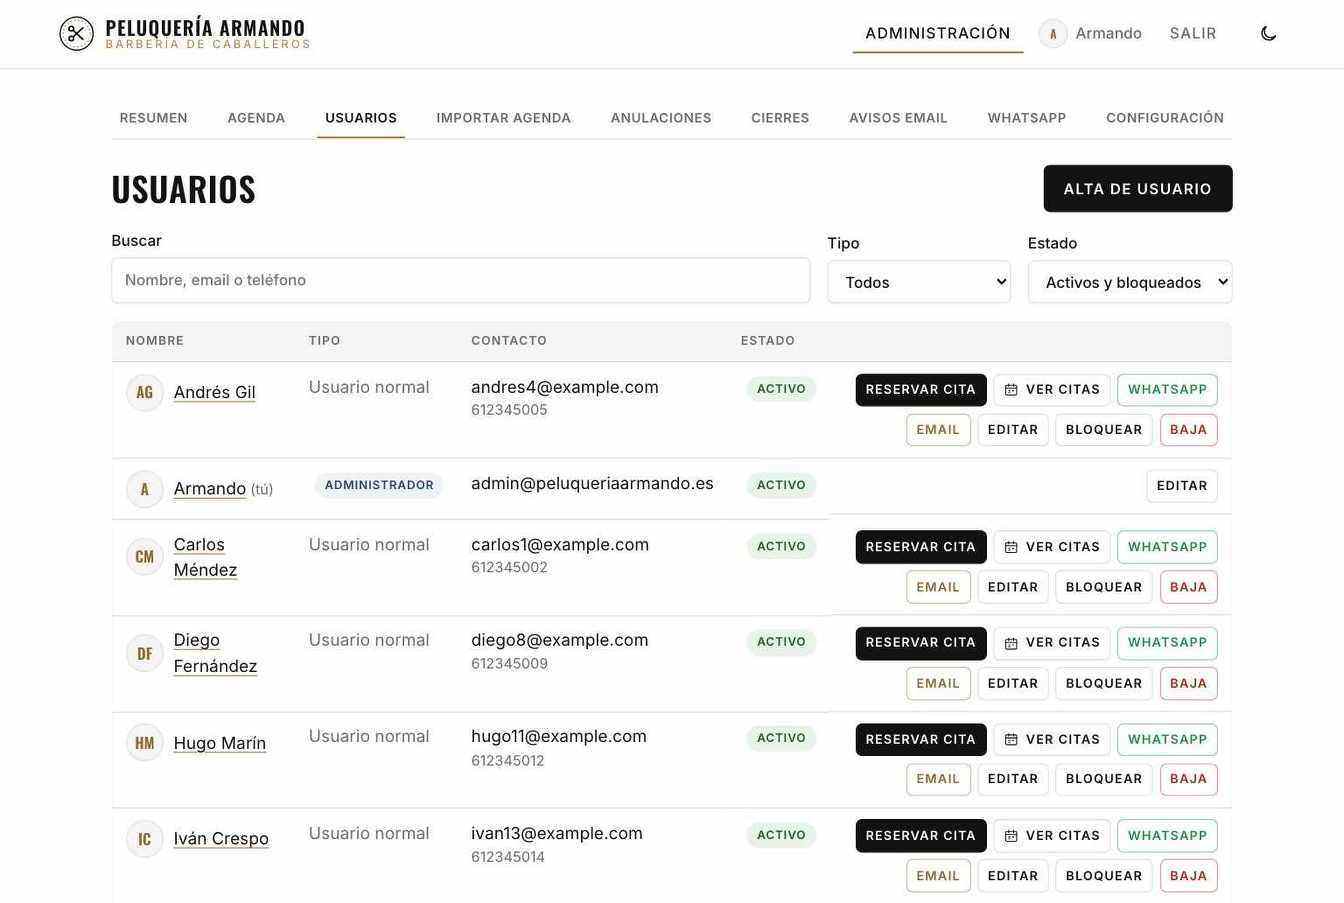 PELUQUERÍA ARMANDO
BARBERÍA DE CABALLEROS
ADMINISTRACIÓN A Armando SALIR
RESUMEN AGENDA USUARIOS IMPORTAR AGENDA ANULACIONES CIERRES AVISOS EMAIL WHATSAPP CONFIGURACIÓN
USUARIOS
ALTA DE USUARIO
Buscar Tipo Estado
Nombre, email o teléfono Todos Activos y bloqueados
NOMBRE TIPO CONTACTO ESTADO
AG Andrés Gil Usuario normal andres4@example.com ACTIVO RESERVAR CITA VER CITAS WHATSAPP
612345005
EMAIL EDITAR BLOQUEAR BAJA
A Armando (tú) ADMINISTRADOR admin@peluqueriaarmando.es ACTIVO EDITAR
CM Carlos Usuario normal carlos1@example.com ACTIVO RESERVAR CITA VER CITAS WHATSAPP
Méndez 612345002
EMAIL EDITAR BLOQUEAR BAJA
DF Diego Usuario normal diego8@example.com ACTIVO RESERVAR CITA VER CITAS WHATSAPP
Fernández 612345009
EMAIL EDITAR BLOQUEAR BAJA
HM Hugo Marín Usuario normal hugo11@example.com ACTIVO RESERVAR CITA VER CITAS WHATSAPP
612345012
EMAIL EDITAR BLOQUEAR BAJA
IC Iván Crespo Usuario normal ivan13@example.com ACTIVO RESERVAR CITA VER CITAS WHATSAPP
612345014
EMAIL EDITAR BLOQUEAR BAJA